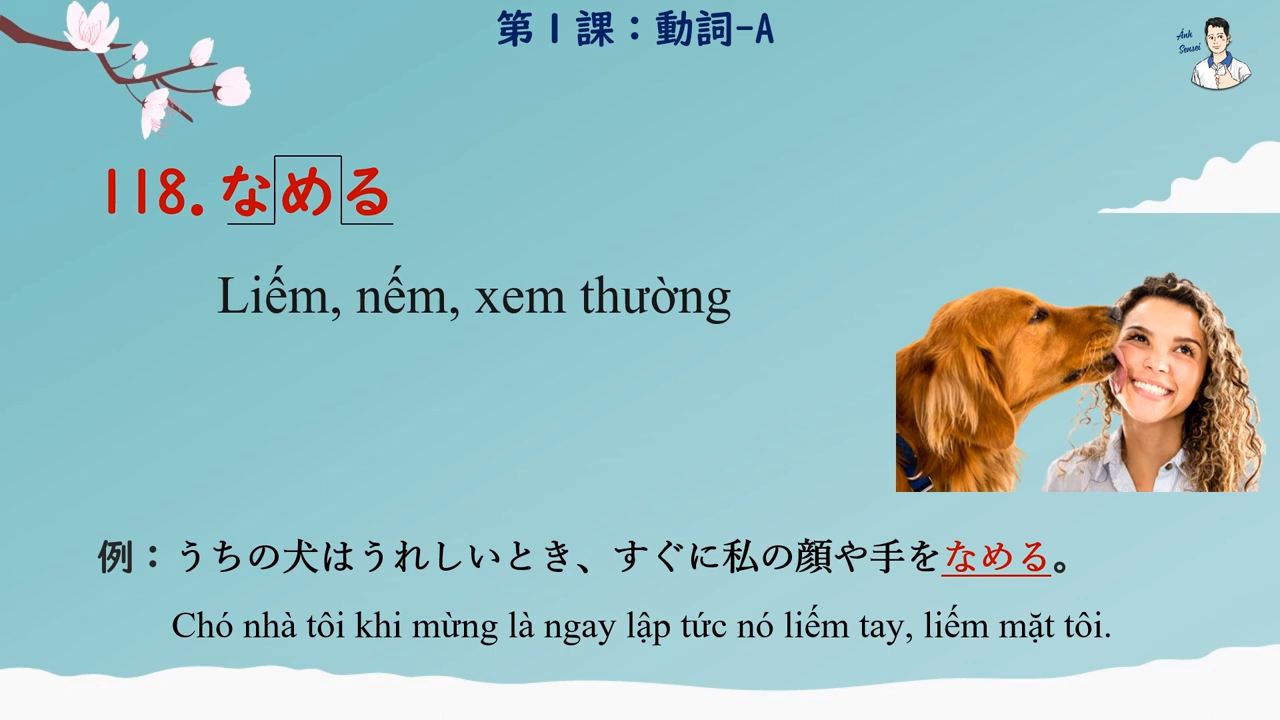 第1課：動詞-A
Anh
Sensei
118. なめる
Liếm, nếm, xem thường
例：うちの犬はうれしいとき、すぐに私の顔や手をなめる。
Chó nhà tôi khi mừng là ngay lập tức nó liếm tay, liếm mặt tôi.